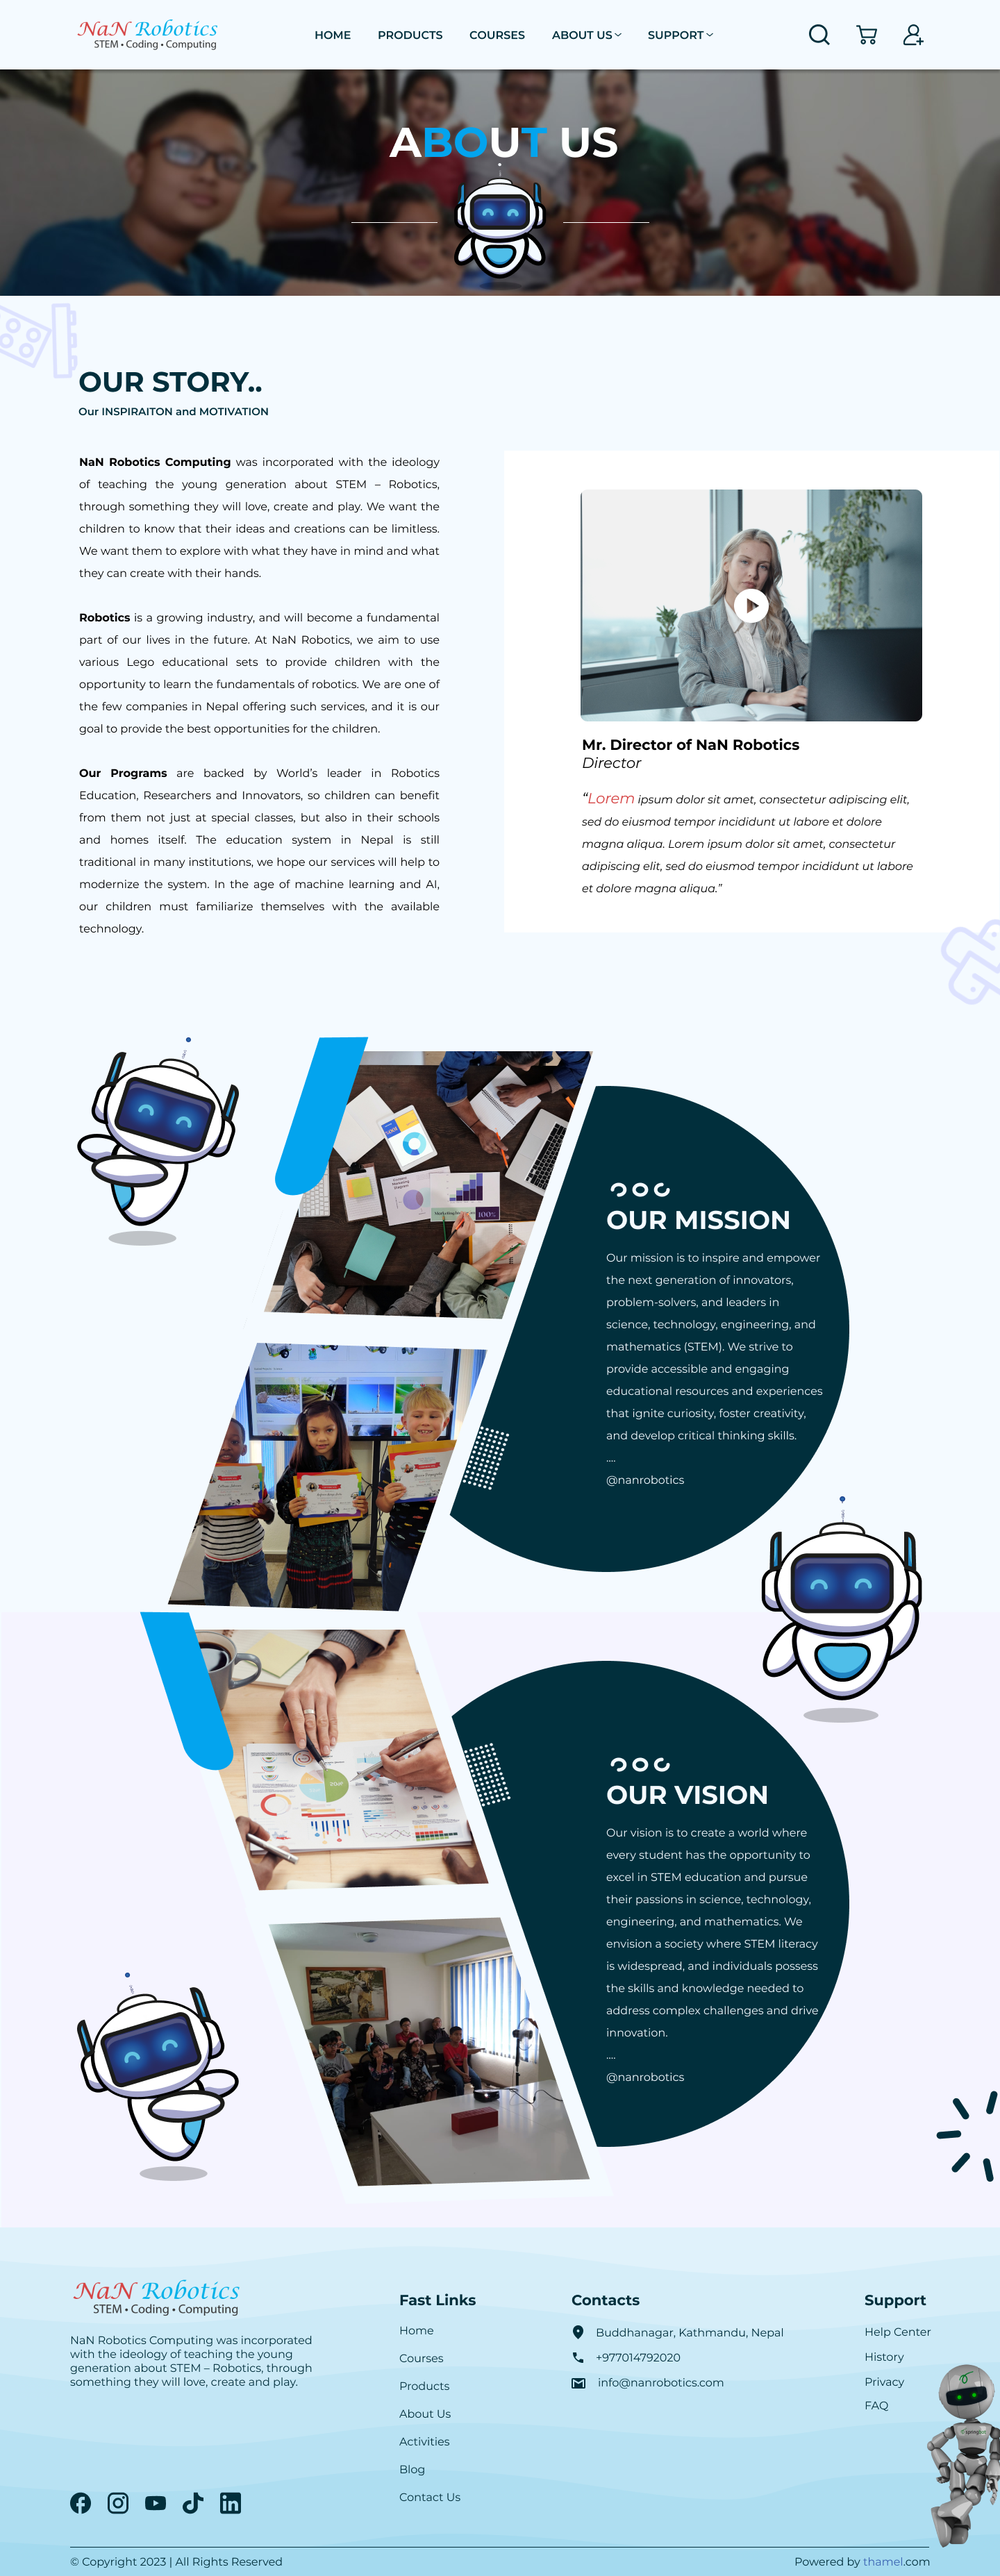 NaN Robotics
STEM • Coding • Computing
HOME
PRODUCTS
COURSES
ABOUT US
SUPPORT
ABOUT US
OUR STORY..
Our INSPIRAITON and MOTIVATION
NaN Robotics Computing was incorporated with the ideology
of teaching the young generation about STEM – Robotics,
through something they will love, create and play. We want the
children to know that their ideas and creations can be limitless.
We want them to explore with what they have in mind and what
they can create with their hands.
Robotics is a growing industry, and will become a fundamental
part of our lives in the future. At NaN Robotics, we aim to use
various Lego educational sets to provide children with the
opportunity to learn the fundamentals of robotics. We are one of
the few companies in Nepal offering such services, and it is our
goal to provide the best opportunities for the children.
Our Programs are backed by World’s leader in Robotics
Education, Researchers and Innovators, so children can benefit
from them not just at special classes, but also in their schools
and homes itself. The education system in Nepal is still
traditional in many institutions, we hope our services will help to
modernize the system. In the age of machine learning and AI,
our children must familiarize themselves with the available
technology.
Mr. Director of NaN Robotics
Director
“Lorem ipsum dolor sit amet, consectetur adipiscing elit,
sed do eiusmod tempor incididunt ut labore et dolore
magna aliqua. Lorem ipsum dolor sit amet, consectetur
adipiscing elit, sed do eiusmod tempor incididunt ut labore
et dolore magna aliqua.”
100%
OUR MISSION
Our mission is to inspire and empower
the next generation of innovators,
problem-solvers, and leaders in
science, technology, engineering, and
mathematics (STEM). We strive to
provide accessible and engaging
educational resources and experiences
that ignite curiosity, foster creativity,
and develop critical thinking skills.
....
@nanrobotics
OUR VISION
Our vision is to create a world where
every student has the opportunity to
excel in STEM education and pursue
their passions in science, technology,
engineering, and mathematics. We
envision a society where STEM literacy
is widespread, and individuals possess
the skills and knowledge needed to
address complex challenges and drive
innovation.
....
@nanrobotics
NaN Robotics
STEM • Coding • Computing
NaN Robotics Computing was incorporated
with the ideology of teaching the young
generation about STEM – Robotics, through
something they will love, create and play.
Fast Links
Home
Courses
Products
About Us
Activities
Blog
Contact Us
Contacts
Buddhanagar, Kathmandu, Nepal
+977014792020
info@nanrobotics.com
Support
Help Center
History
Privacy
FAQ
© Copyright 2023 | All Rights Reserved
Powered by thamel.com